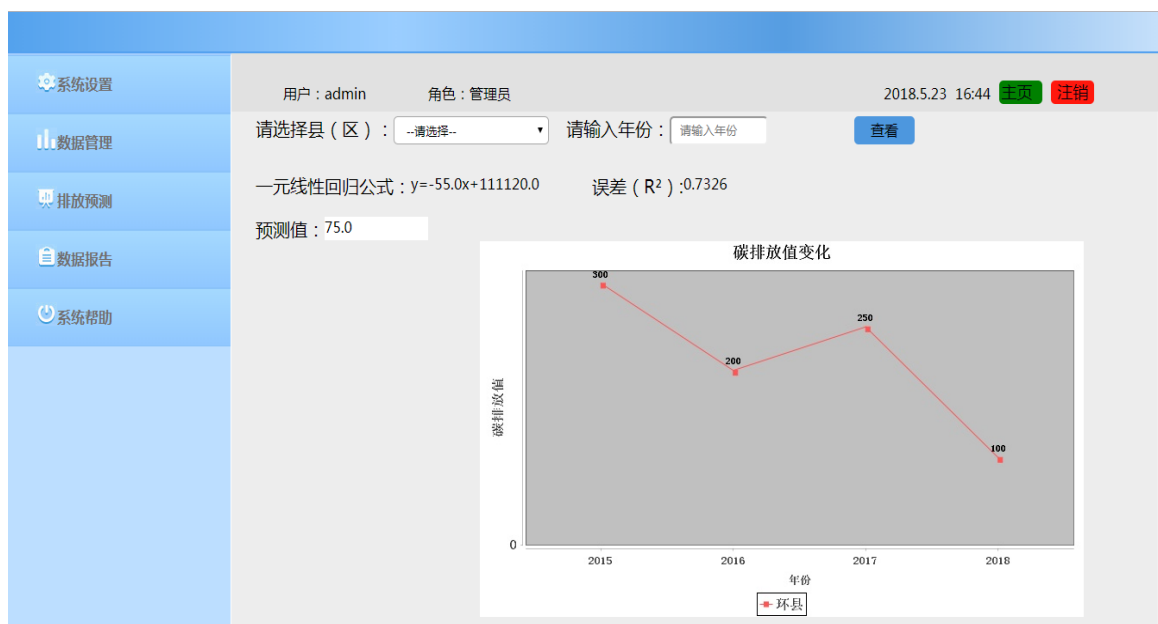 系统设置
数据管理
排放预测
数据报告
系统帮助
用户：admin 角色：管理员 2018.5.23 16:44 主页 注销
请选择县（区）： --请选择-- 请输入年份： 请输入年份 查看
一元线性回归公式：y=-55.0x+111120.0 误差（R²）:0.7326
预测值：75.0
碳排放值变化
300
250
200
100
碳排放值
0
2015 2016 2017 2018
年份
环县